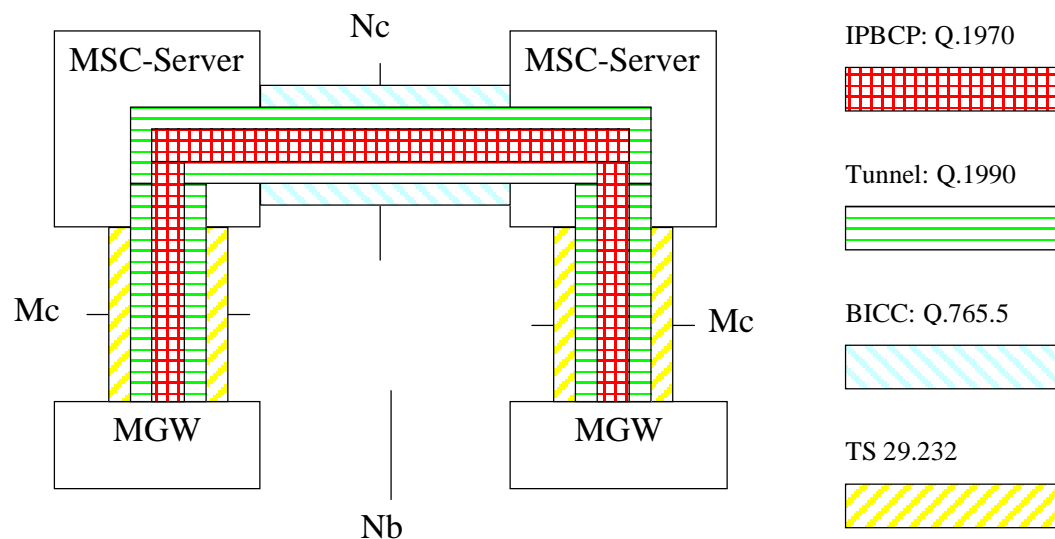 Nc
MSC-Server
MSC-Server
Mc
Mc
MGW
MGW
Nb
IPBCP: Q.1970
Tunnel: Q.1990
BICC: Q.765.5
TS 29.232